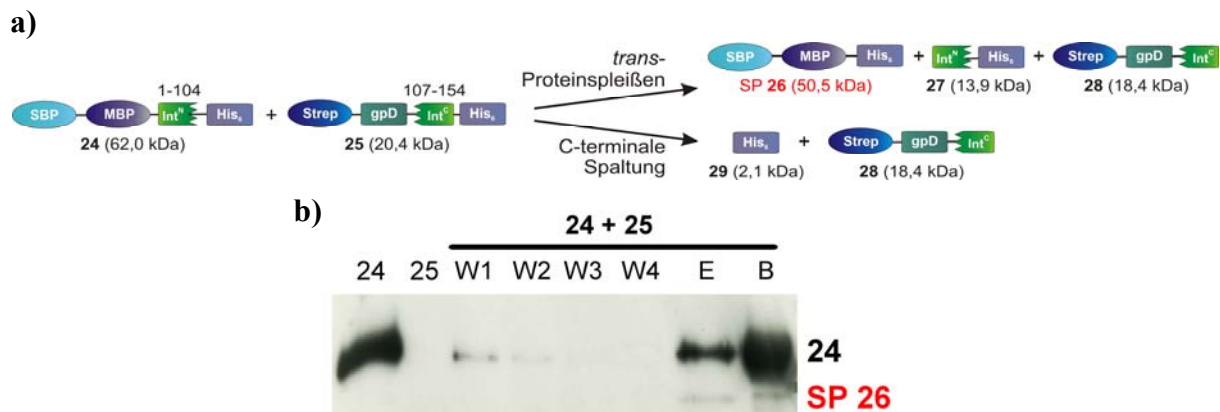 a)
trans-
Proteinspleißen
SBP MBP His₆ + Intᴺ His₆ + Strep gpD Intᶜ
SP 26 (50,5 kDa) 27 (13,9 kDa) 28 (18,4 kDa)
1-104 107-154
SBP MBP Intᴺ His₆ + Strep gpD Intᶜ His₆
24 (62,0 kDa) 25 (20,4 kDa)
C-terminale
Spaltung
His₆ + Strep gpD Intᶜ
29 (2,1 kDa) 28 (18,4 kDa)
b)
24 + 25
24 25 W1 W2 W3 W4 E B
24
SP 26